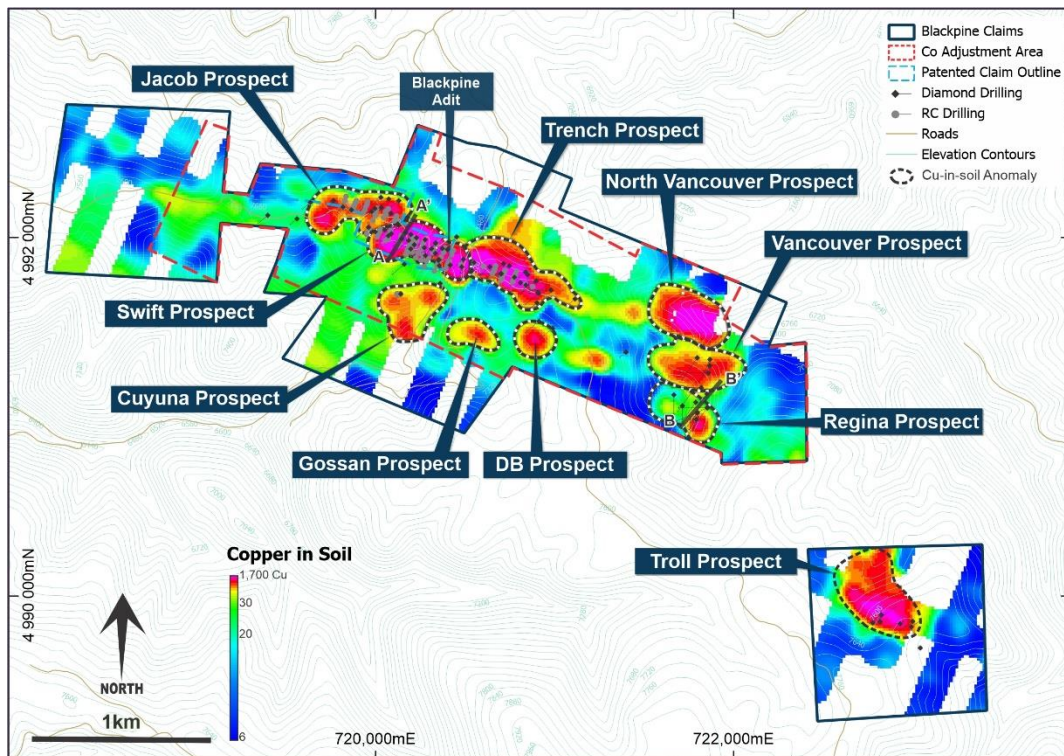 Blackpine Claims
Co Adjustment Area
Patented Claim Outline
Diamond Drilling
RC Drilling
Roads
Elevation Contours
Cu-in-soil Anomaly
Jacob Prospect
Blackpine
Adit
Trench Prospect
North Vancouver Prospect
Vancouver Prospect
A'
A
Swift Prospect
Cuyuna Prospect
Gossan Prospect
DB Prospect
B'
B
Regina Prospect
Troll Prospect
4 992 000mN
4 990 000mN
Copper in Soil
1,700 Cu
30
20
6
NORTH
1km
720,000mE
722,000mE